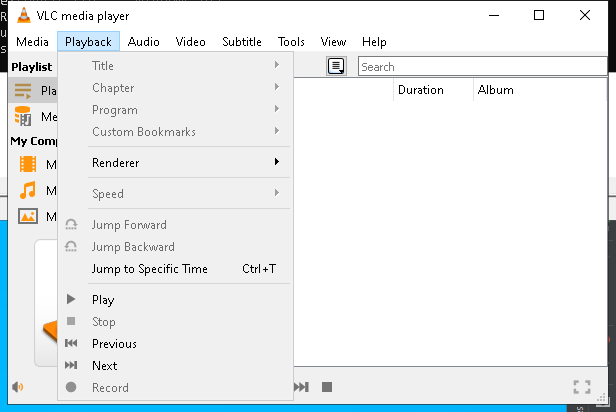 VLC media player
Media Playback Audio Video Subtitle Tools View Help
Playlist
Search
Duration Album
Title
Chapter
Program
Custom Bookmarks
Renderer
Speed
Jump Forward
Jump Backward
Jump to Specific Time Ctrl+T
Play
Stop
Previous
Next
Record
Pla
Me
My Comp
M
M
M